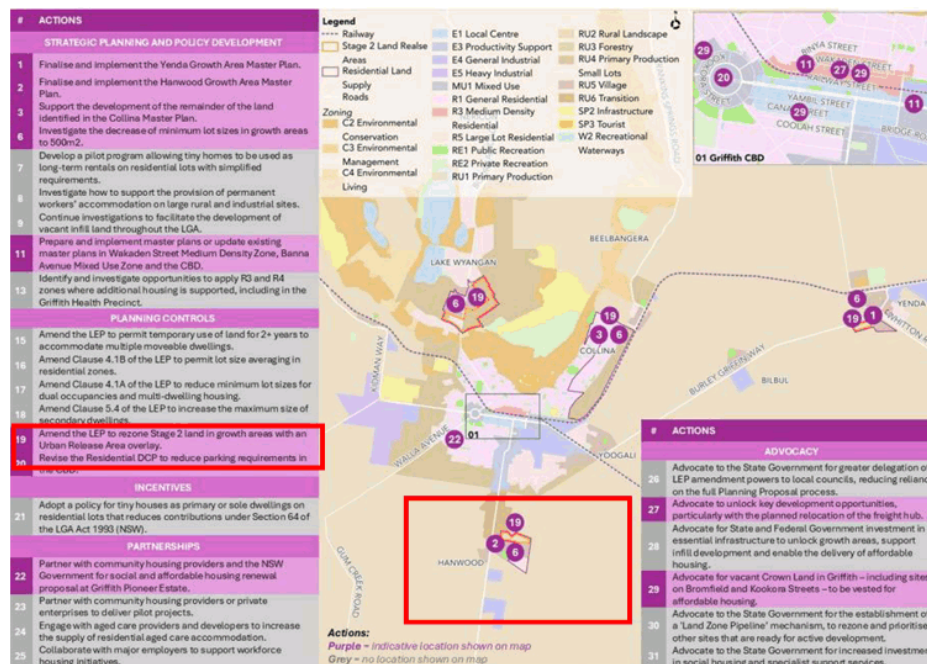 # ACTIONS
STRATEGIC PLANNING AND POLICY DEVELOPMENT
1 Finalise and implement the Yenda Growth Area Master Plan.
2 Finalise and implement the Hanwood Growth Area Master
Plan.
3 Support the development of the remainder of the land
identified in the Collina Master Plan.
6 Investigate the decrease of minimum lot sizes in growth areas
to 500m2.
7 Develop a pilot program allowing tiny homes to be used as
long-term rentals on residential lots with simplified
requirements.
8 Investigate how to support the provision of permanent
workers' accommodation on large rural and industrial sites.
9 Continue investigations to facilitate the development of
vacant infill land throughout the LGA.
11 Prepare and implement master plans or update existing
master plans in Wakaden Street Medium Density Zone, Banna
Avenue Mixed Use Zone and the CBD.
13 Identify and investigate opportunities to apply R3 and R4
zones where additional housing is supported, including in the
Griffith Health Precinct.
PLANNING CONTROLS
15 Amend the LEP to permit temporary use of land for 2+ years to
accommodate multiple moveable dwellings.
16 Amend Clause 4.1B of the LEP to permit lot size averaging in
residential zones.
17 Amend Clause 4.1A of the LEP to reduce minimum lot sizes for
dual occupancies and multi-dwelling housing.
18 Amend Clause 5.4 of the LEP to increase the maximum size of
secondary dwellings.
19 Amend the LEP to rezone Stage 2 land in growth areas with an
Urban Release Area overlay.
20 Revise the Residential DCP to reduce parking requirements in
the CBD.
INCENTIVES
21 Adopt a policy for tiny houses as primary or sole dwellings on
residential lots that reduces contributions under Section 64 of
the LGA Act 1993 (NSW).
PARTNERSHIPS
22 Partner with community housing providers and the NSW
Government for social and affordable housing renewal
proposal at Griffith Pioneer Estate.
23 Partner with community housing providers or private
enterprises to deliver pilot projects.
24 Engage with aged care providers and developers to increase
the supply of residential aged care accommodation.
25 Collaborate with major employers to support workforce
housing initiatives.
Legend
Railway
Stage 2 Land Realse
Areas
Residential Land
Supply
Roads
Zoning
C2 Environmental
Conservation
C3 Environmental
Management
C4 Environmental
Living
E1 Local Centre
E3 Productivity Support
E4 General Industrial
E5 Heavy Industrial
MU1 Mixed Use
R1 General Residential
R3 Medium Density
Residential
R5 Large Lot Residential
RE1 Public Recreation
RE2 Private Recreation
RU1 Primary Production
RU2 Rural Landscape
RU3 Forestry
RU4 Primary Production
Small Lots
RU5 Village
RU6 Transition
SP2 Infrastructure
SP3 Tourist
W2 Recreational
Waterways
29
20
BINYA STREET
11
WAKADEN STREET
27
29
RAILWAY STREET
YAMBIL STREET
CANAL STREET
29
COOLAH STREET
11
BRIDGE ROAD
01 Griffith CBD
BEELBANGERA
LAKE WYANGAN
6 19
19
3 6
COLLINA
KIDMAN WAY
6
YENDA
19 1
WHITTON R
BURLEY GRIFFIN WAY
BILBUL
01
22
WALLA AVENUE
YOOGALI
19
2
6
HANWOOD
GUM CREEK ROAD
Actions:
Purple – indicative location shown on map
Grey – no location shown on map
# ACTIONS
ADVOCACY
26 Advocate to the State Government for greater delegation of
LEP amendment powers to local councils, reducing relianc
on the full Planning Proposal process.
27 Advocate to unlock key development opportunities,
particularly with the planned relocation of the freight hub.
28 Advocate for State and Federal Government investment in
essential infrastructure to unlock growth areas, support
infill development and enable the delivery of affordable
housing.
29 Advocate for vacant Crown Land in Griffith – including sites
on Bromfield and Kookora Streets – to be vested for
affordable housing.
30 Advocate to the State Government for the establishment o
a 'Land Zone Pipeline' mechanism, to rezone and prioritise
other sites that are ready for active development.
31 Advocate to the State Government for increased investmen
in social housing and specialist support services.